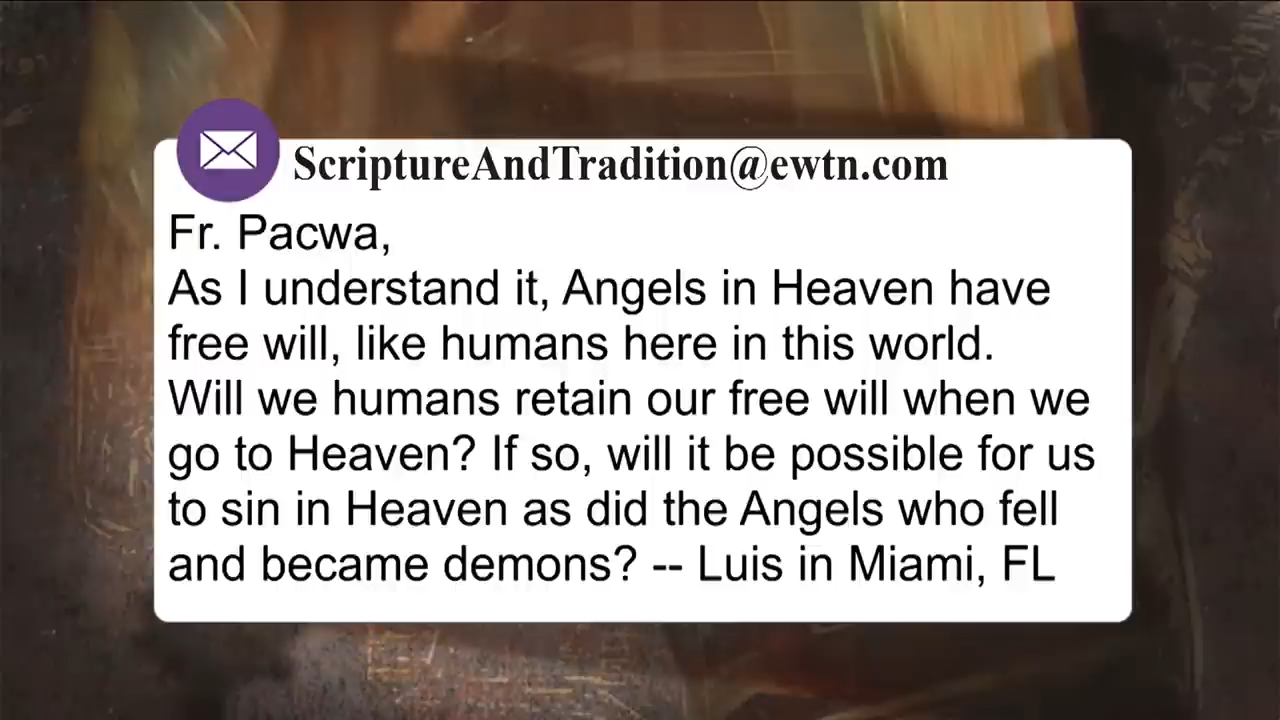 ScriptureAndTradition@ewtn.com
Fr. Pacwa,
As I understand it, Angels in Heaven have
free will, like humans here in this world.
Will we humans retain our free will when we
go to Heaven? If so, will it be possible for us
to sin in Heaven as did the Angels who fell
and became demons? -- Luis in Miami, FL